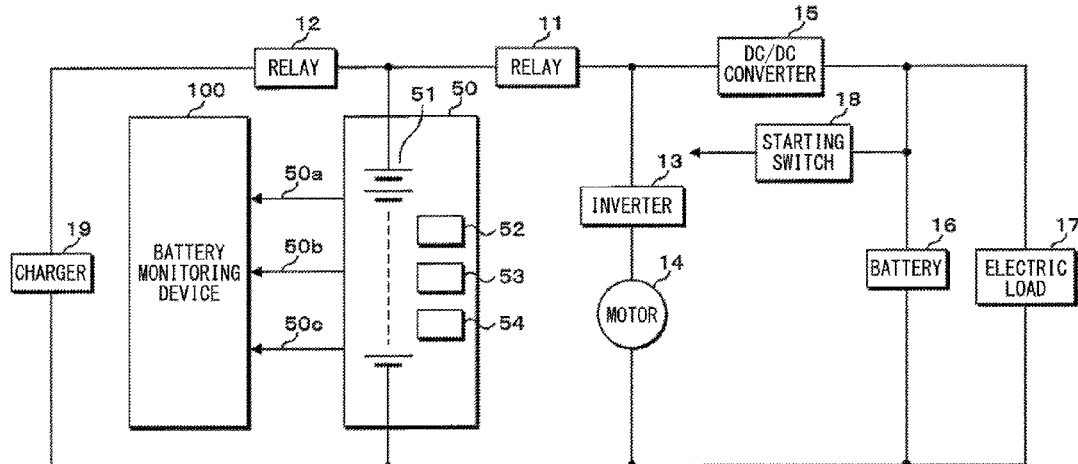 12
RELAY
11
RELAY
15
DC/DC
CONVERTER
100
51
50
18
STARTING
SWITCH
50a
13
INVERTER
52
19
CHARGER
BATTERY
MONITORING
DEVICE
50b
53
14
MOTOR
16
BATTERY
17
ELECTRIC
LOAD
50c
54